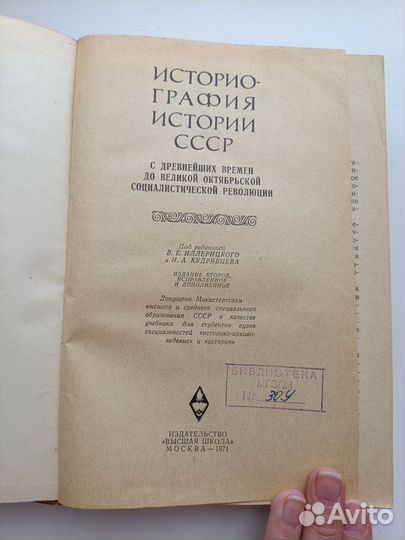 ИСТОРИО-
ГРАФИЯ
ИСТОРИИ
СССР
С ДРЕВНЕЙШИХ ВРЕМЕН
ДО ВЕЛИКОЙ ОКТЯБРЬСКОЙ
СОЦИАЛИСТИЧЕСКОЙ РЕВОЛЮЦИИ
Под редакцией
В. Е. ИЛЛЕРИЦКОГО
и И. А. КУДРЯВЦЕВА
ИЗДАНИЕ ВТОРОЕ,
ИСПРАВЛЕННОЕ
И ДОПОЛНЕННОЕ
Допущено Министерством
высшего и среднего специального
образования СССР в качестве
учебника для студентов вузов
специальностей «историко-архиво-
ведение» и «история»
БИБЛИОТЕКА
МГЗПИ
№ 304
ИЗДАТЕЛЬСТВО
«ВЫСШАЯ ШКОЛА»
МОСКВА—1971
Avito